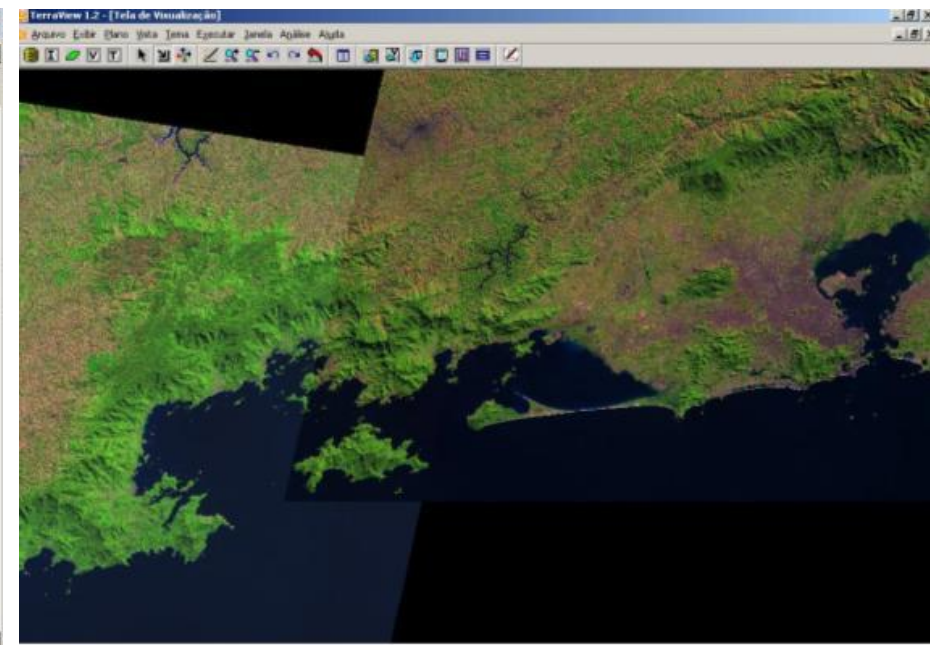 TerraView 1.2 - [Tela de Visualização]
Arquivo Exibir Plano Vista Tema Executar Janela Análise Ajuda
I V T